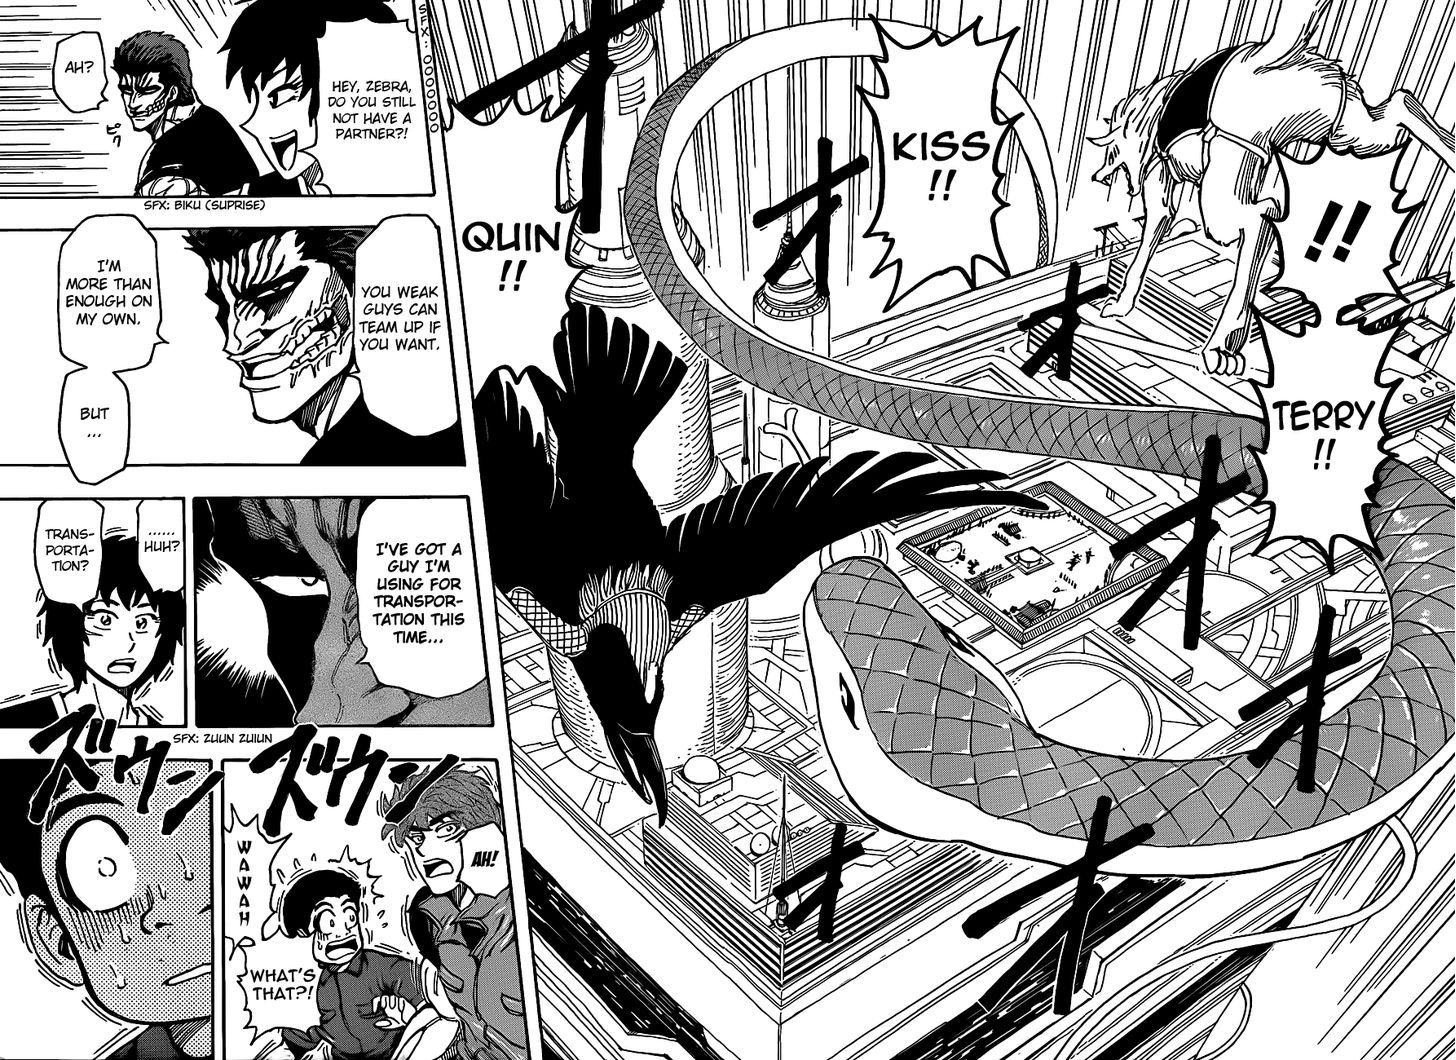 !!
TERRY
!!
KISS
!!
QUIN
!!
オオオオオオオ
SFX: OOOOOOO
HEY, ZEBRA,
DO YOU STILL
NOT HAVE A
PARTNER?!
AH?
ピク
SFX: BIKU (SUPRISE)
YOU WEAK
GUYS CAN
TEAM UP IF
YOU WANT.
I'M
MORE THAN
ENOUGH ON
MY OWN.
BUT
...
I'VE GOT A
GUY I'M
USING FOR
TRANSPOR-
TATION THIS
TIME...
......
HUH?
TRANS-
PORTA-
TION?
ズウン
ズウン
SFX: ZUUN ZUIUN
AH!
WAWAH
WHAT'S
THAT?!